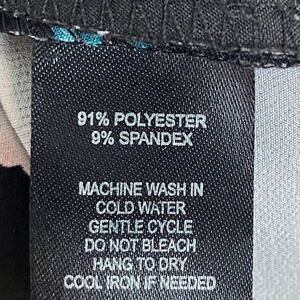 91% POLYESTER
9% SPANDEX
MACHINE WASH IN
COLD WATER
GENTLE CYCLE
DO NOT BLEACH
HANG TO DRY
COOL IRON IF NEEDED